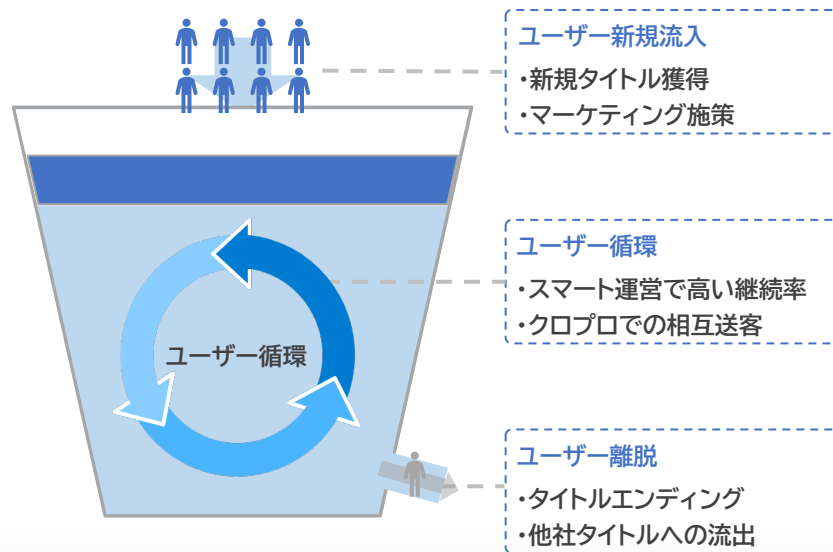 ユーザー新規流入
・新規タイトル獲得
・マーケティング施策
ユーザー循環
・スマート運営で高い継続率
・クロプロでの相互送客
ユーザー循環
ユーザー離脱
・タイトルエンディング
・他社タイトルへの流出